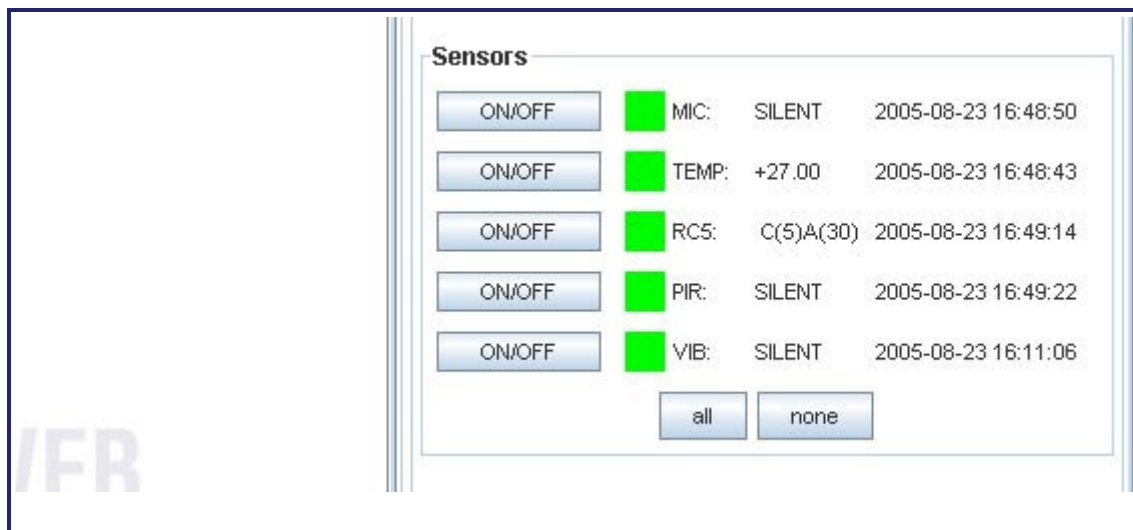 Sensors
ON/OFF MIC: SILENT 2005-08-23 16:48:50
ON/OFF TEMP: +27.00 2005-08-23 16:48:43
ON/OFF RC5: C(5)A(30) 2005-08-23 16:49:14
ON/OFF PIR: SILENT 2005-08-23 16:49:22
ON/OFF VIB: SILENT 2005-08-23 16:11:06
all none